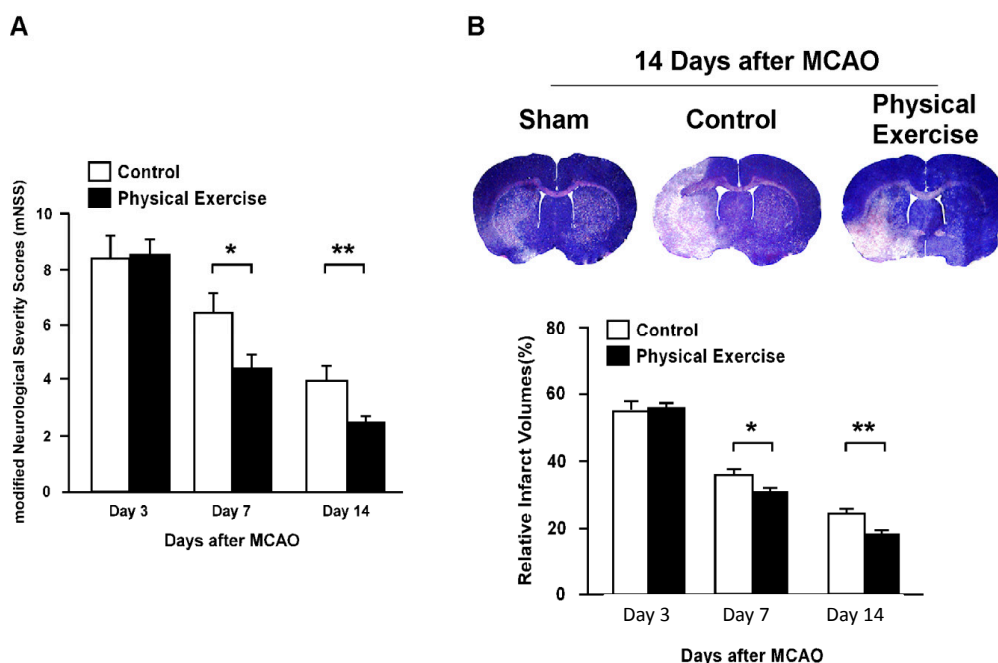 A
modified Neurological Severity Scores (mNSS)
Control
Physical Exercise
10
8
6
4
2
0
*
**
Day 3
Day 7
Day 14
Days after MCAO
B
14 Days after MCAO
Sham
Control
Physical
Exercise
Relative Infarct Volumes(%)
Control
Physical Exercise
80
60
40
20
0
*
**
Day 3
Day 7
Day 14
Days after MCAO